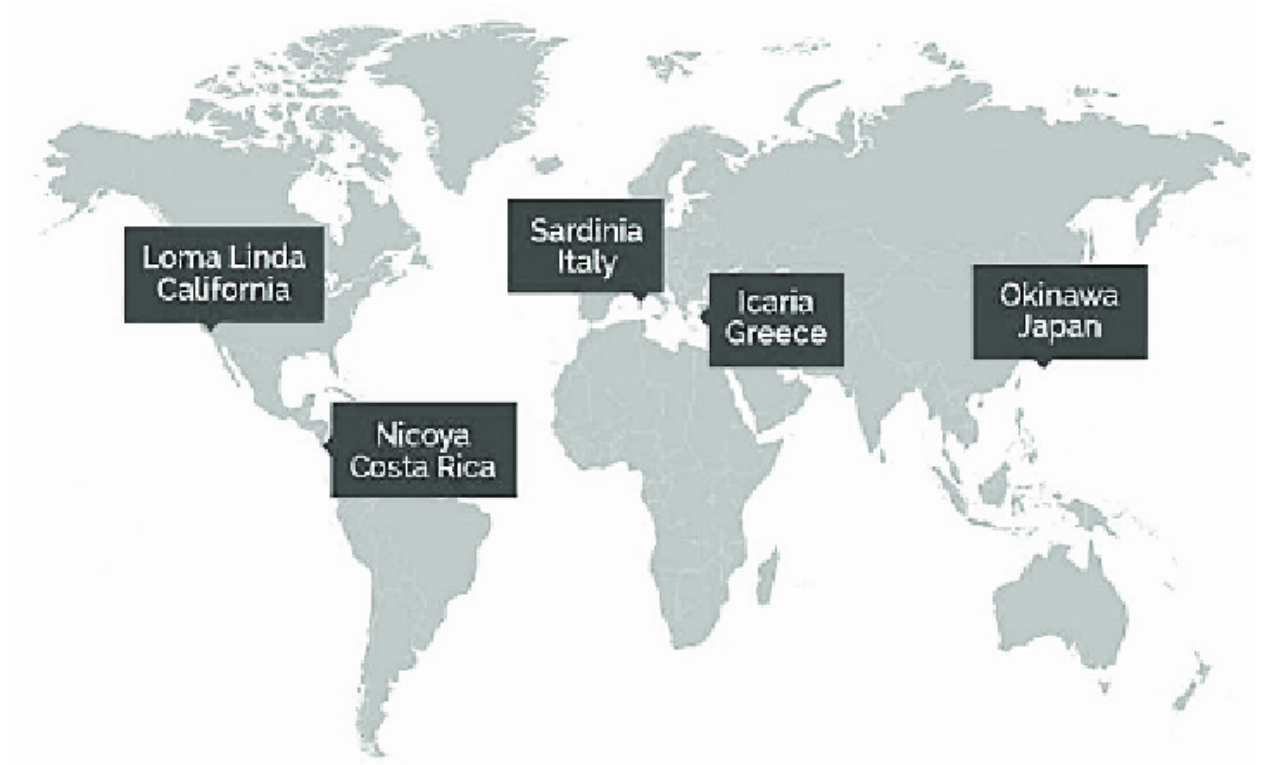 Loma Linda
California
Sardinia
Italy
Icaria
Greece
Okinawa
Japan
Nicoya
Costa Rica